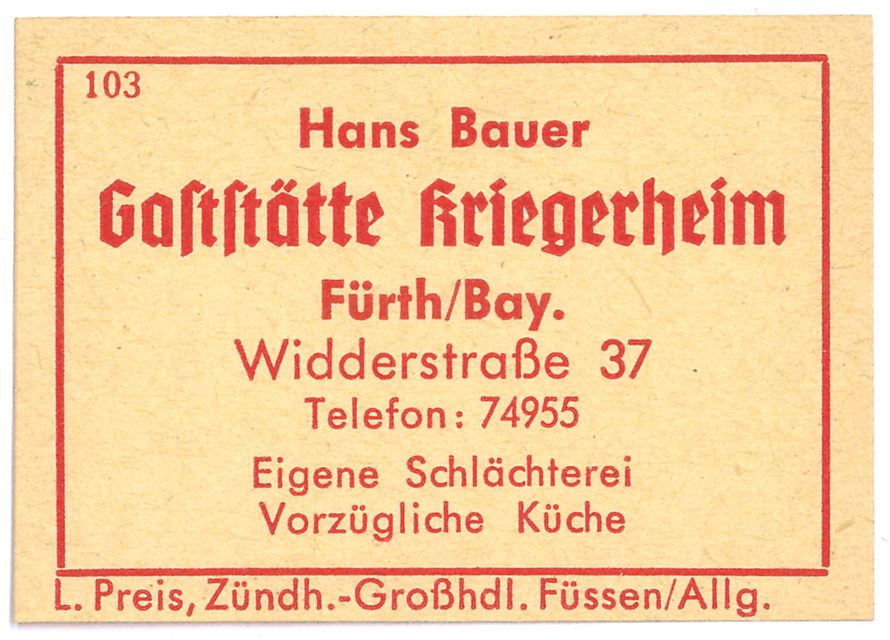 103
Hans Bauer
Gaſtſtätte Kriegerheim
Fürth/Bay.
Widderstraße 37
Telefon: 74955
Eigene Schlächterei
Vorzügliche Küche
L. Preis, Zündh.-Großhdl. Füssen/Allg.